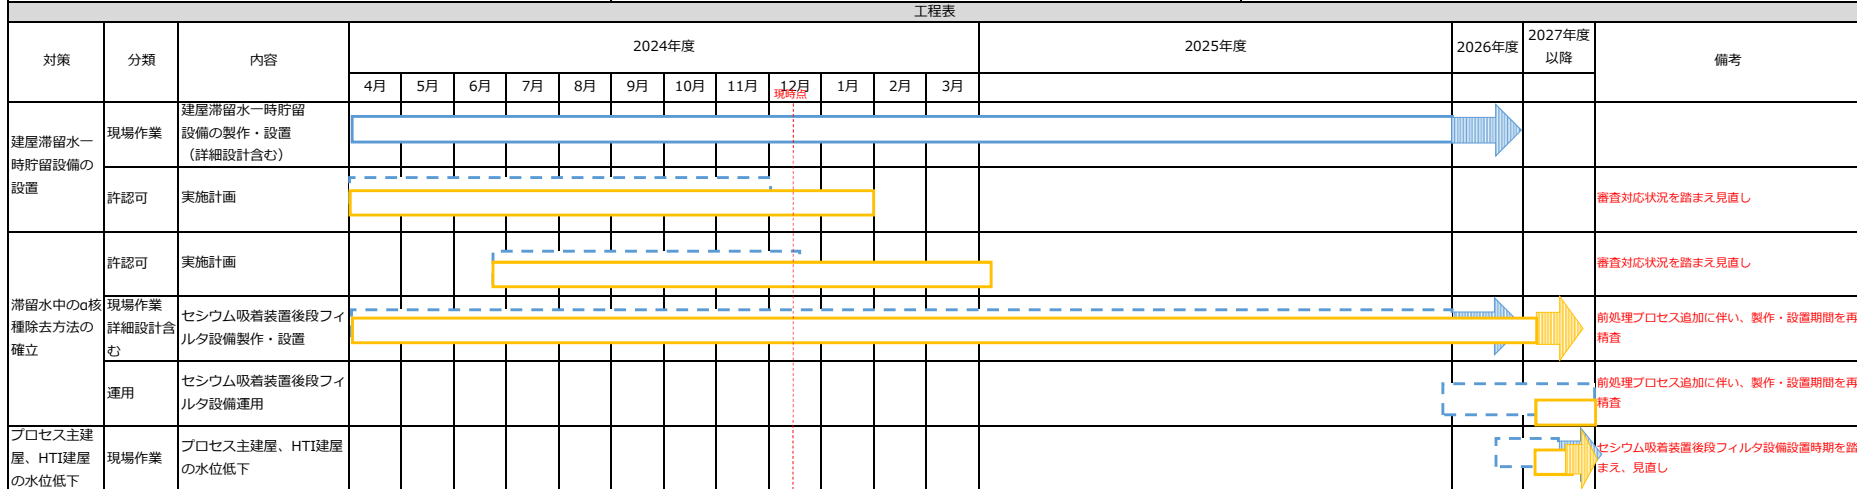 工程表
対策
分類
内容
2024年度
2025年度
2026年度
2027年度
以降
備考
4月
5月
6月
7月
8月
9月
10月
11月
12月
1月
2月
3月
現時点
建屋滞留水一
時貯留設備の
設置
現場作業
建屋滞留水一時貯留
設備の製作・設置
（詳細設計含む）
許認可
実施計画
審査対応状況を踏まえ見直し
滞留水中のα核
種除去方法の
確立
許認可
実施計画
審査対応状況を踏まえ見直し
現場作業
詳細設計含
む
セシウム吸着装置後段フィ
ルタ設備製作・設置
前処理プロセス追加に伴い、製作・設置期間を再
精査
運用
セシウム吸着装置後段フィ
ルタ設備運用
前処理プロセス追加に伴い、製作・設置期間を再
精査
プロセス主建
屋、HTI建屋
の水位低下
現場作業
プロセス主建屋、HTI建屋
の水位低下
セシウム吸着装置後段フィルタ設備設置時期を踏
まえ、見直し